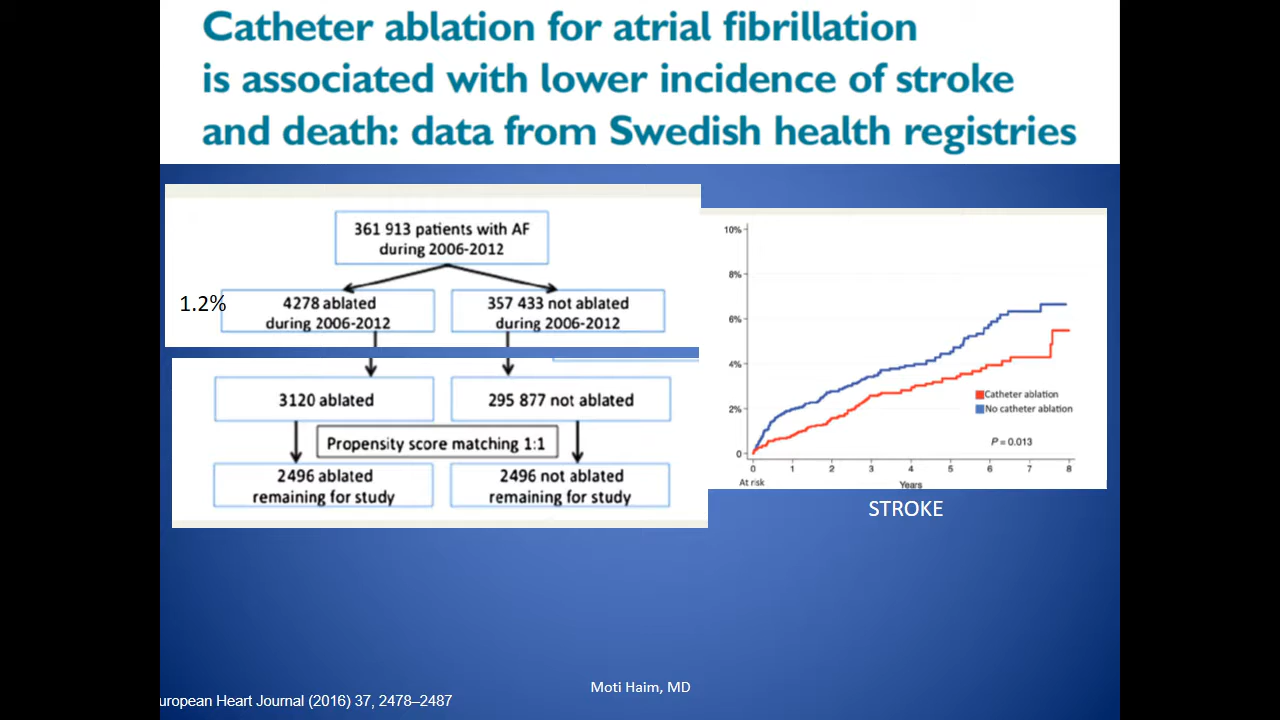 Catheter ablation for atrial fibrillation
is associated with lower incidence of stroke
and death: data from Swedish health registries
361 913 patients with AF
during 2006-2012
1.2%
4278 ablated
during 2006-2012
357 433 not ablated
during 2006-2012
3120 ablated
295 877 not ablated
Propensity score matching 1:1
2496 ablated
remaining for study
2496 not ablated
remaining for study
10%
8%
6%
4%
2%
0
Catheter ablation
No catheter ablation
P = 0.013
0 1 2 3 4 5 6 7 8
At risk
Years
STROKE
Moti Haim, MD
uropean Heart Journal (2016) 37, 2478–2487